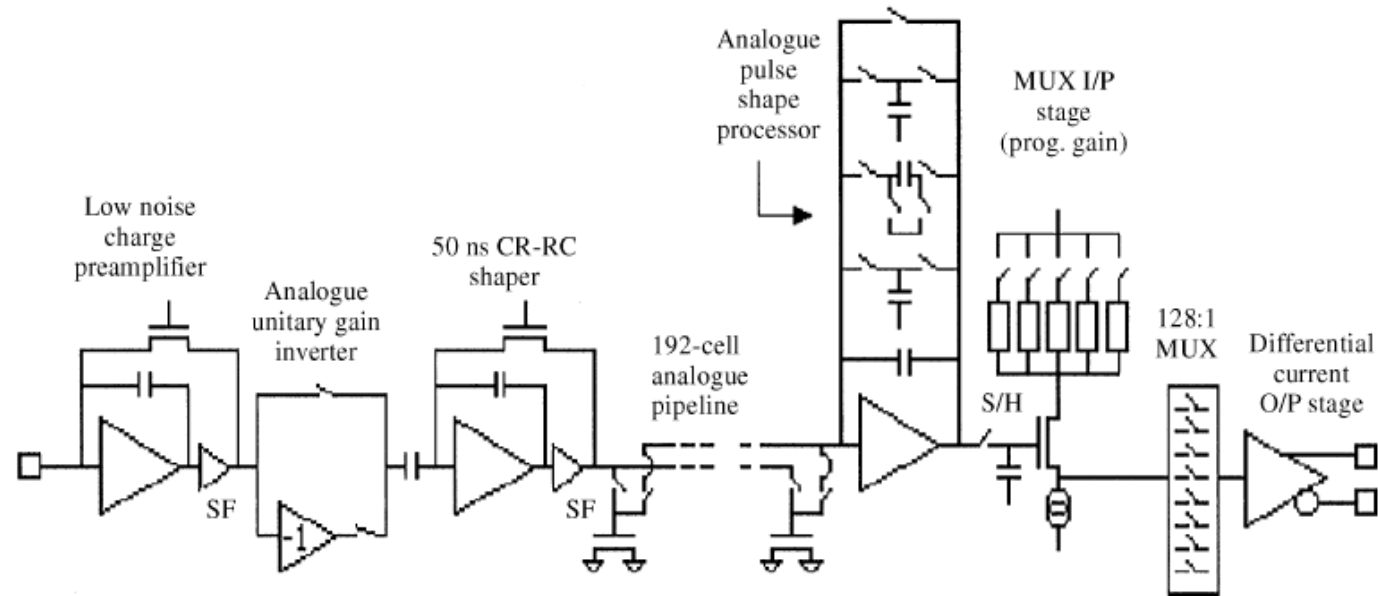 Low noise
charge
preamplifier
SF
Analogue
unitary gain
inverter
-1
50 ns CR-RC
shaper
SF
192-cell
analogue
pipeline
Analogue
pulse
shape
processor
S/H
MUX I/P
stage
(prog. gain)
128:1
MUX
Differential
current
O/P stage